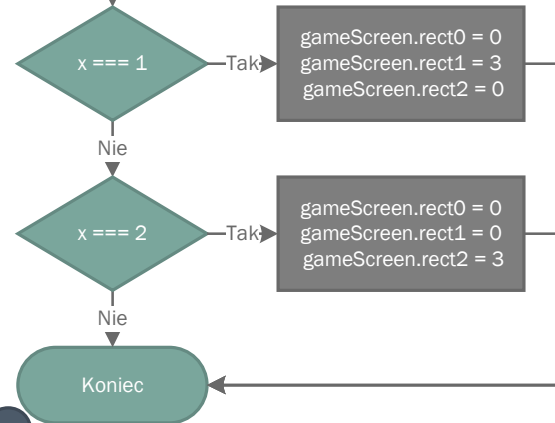 x === 1
Tak
gameScreen.rect0 = 0
gameScreen.rect1 = 3
gameScreen.rect2 = 0
Nie
x === 2
Tak
gameScreen.rect0 = 0
gameScreen.rect1 = 0
gameScreen.rect2 = 3
Nie
Koniec